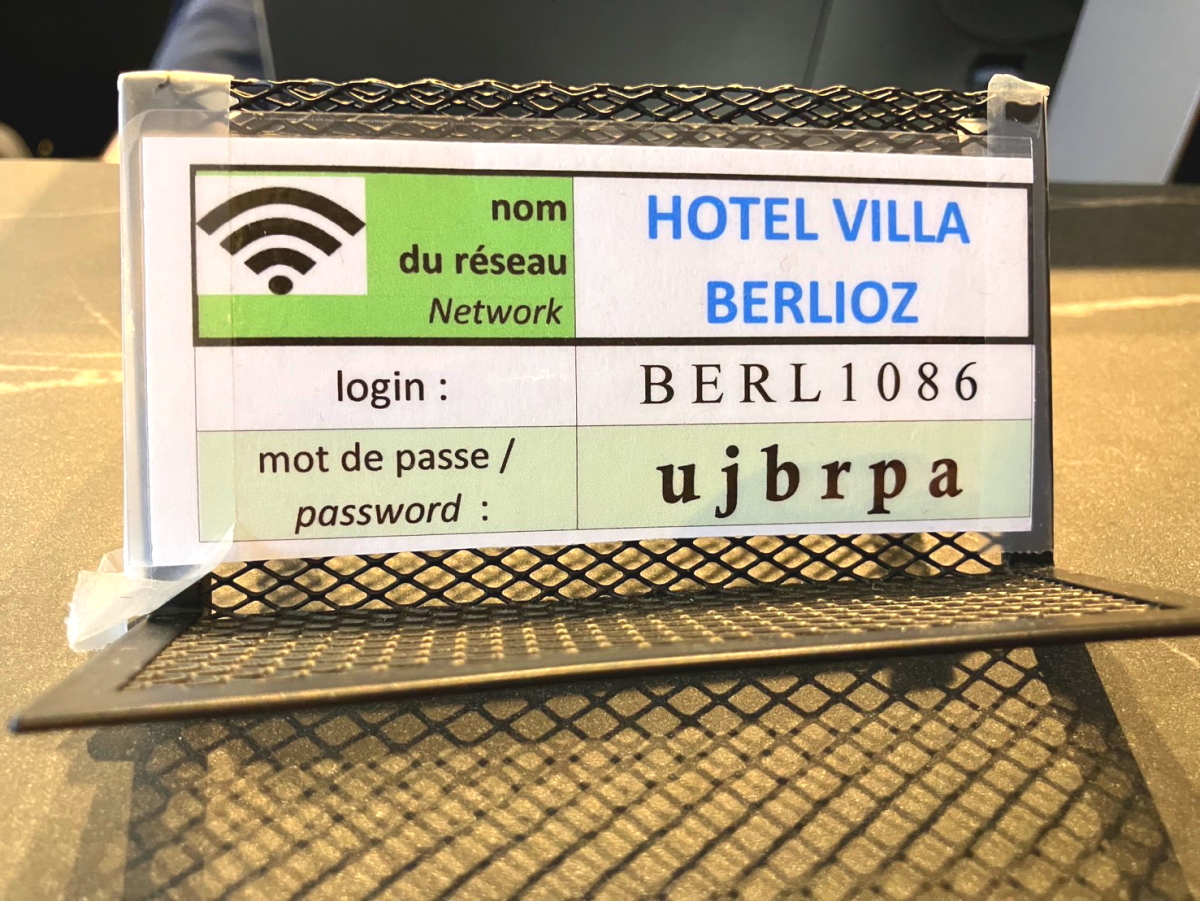 nom
du réseau
Network
HOTEL VILLA
BERLIOZ
login :
BERL1086
mot de passe /
password :
ujbrpa